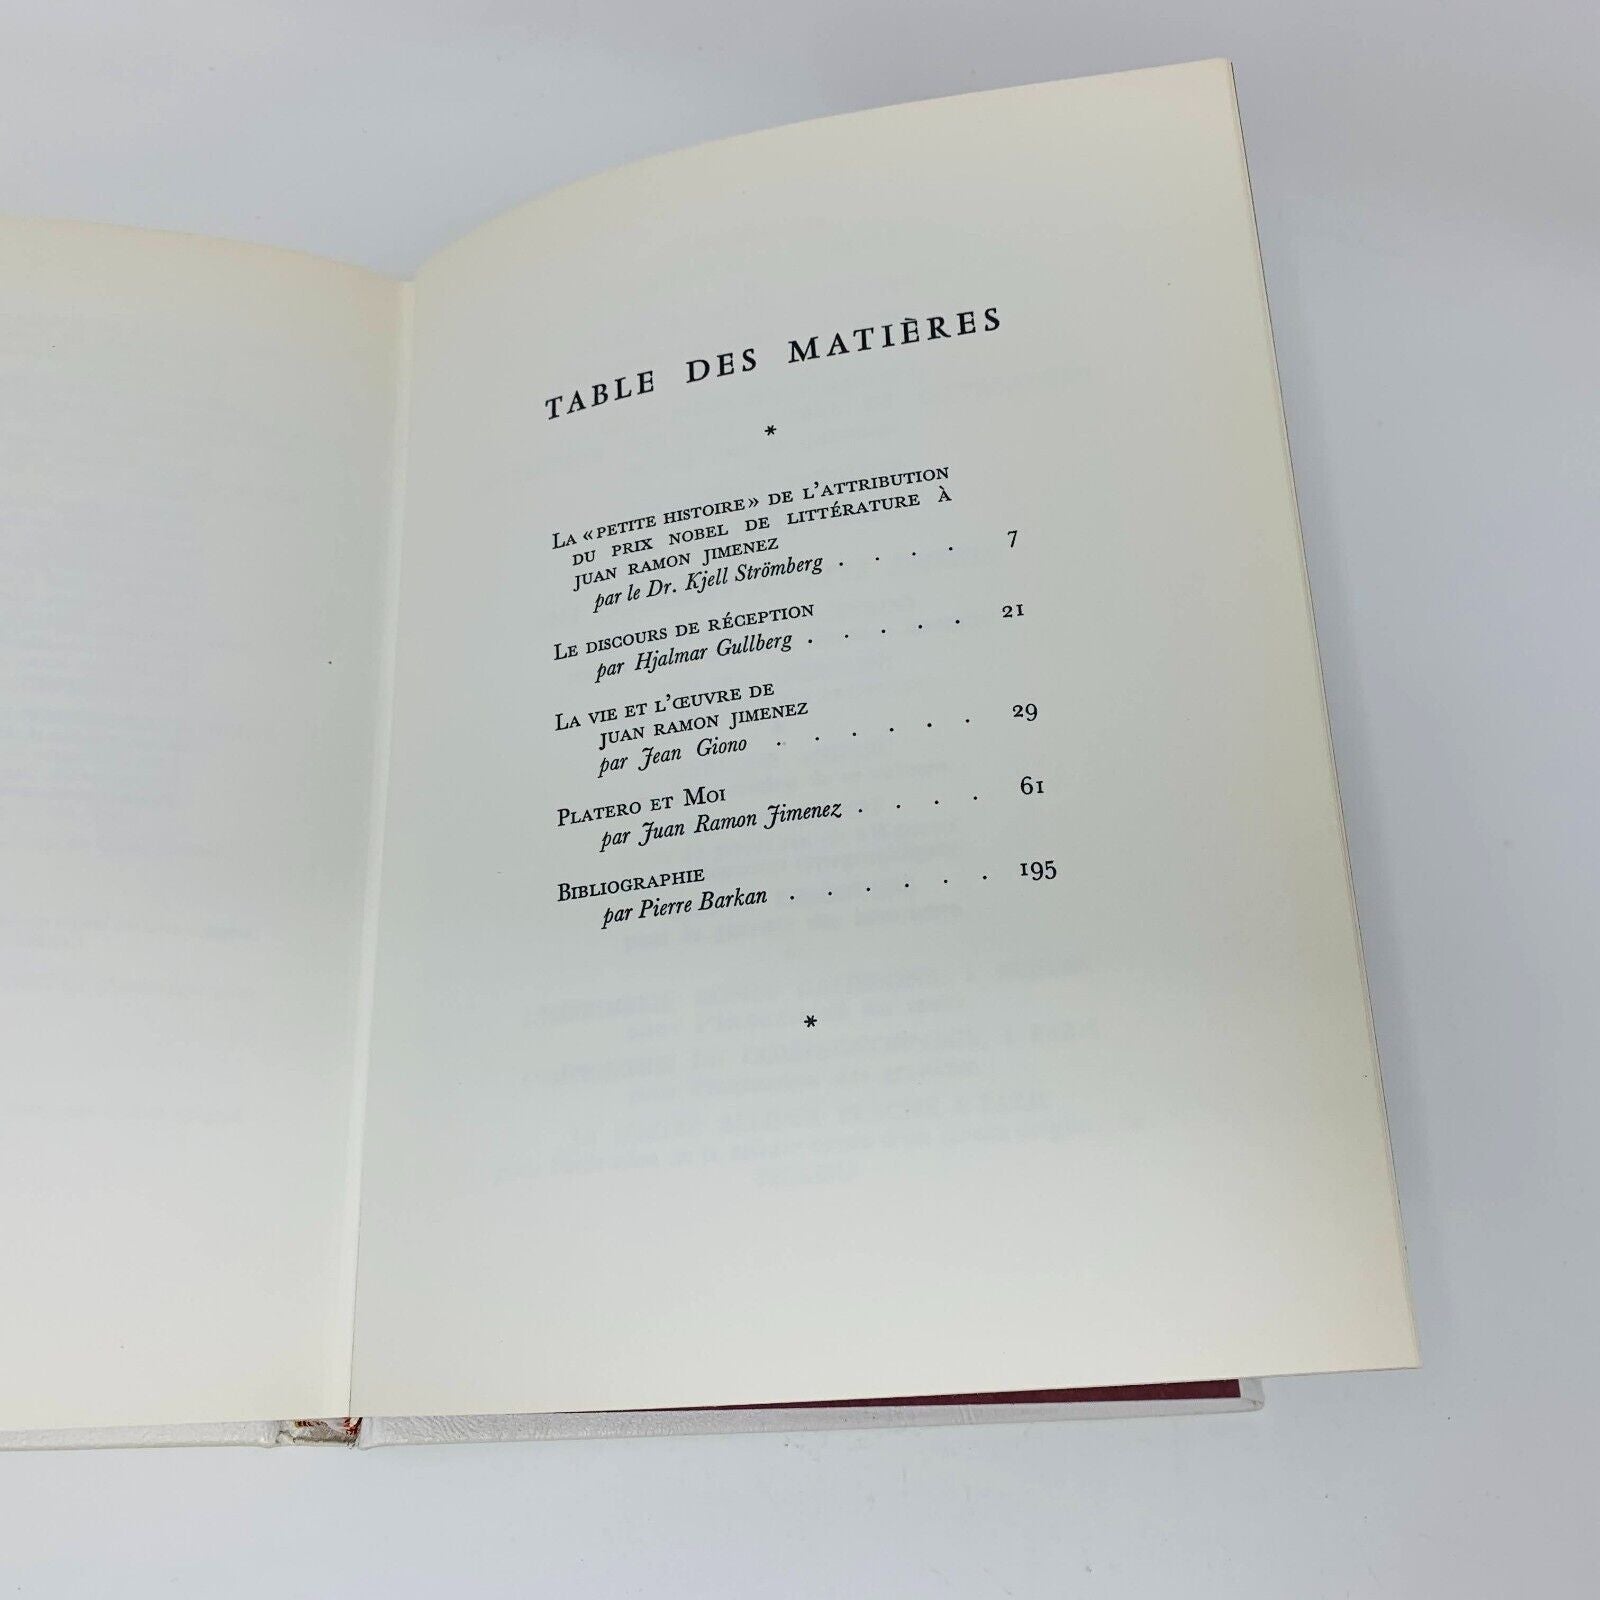 TABLE DES MATIÈRES
*
LA «PETITE HISTOIRE» DE L'ATTRIBUTION
DU PRIX NOBEL DE LITTÉRATURE À
JUAN RAMON JIMENEZ
par le Dr. Kjell Strömberg . . . . 7
LE DISCOURS DE RÉCEPTION
par Hjalmar Gullberg . . . . . 21
LA VIE ET L'ŒUVRE DE
JUAN RAMON JIMENEZ
par Jean Giono . . . . . . 29
PLATERO ET MOI
par Juan Ramon Jimenez . . . . 61
BIBLIOGRAPHIE
par Pierre Barkan . . . . . . 195
*